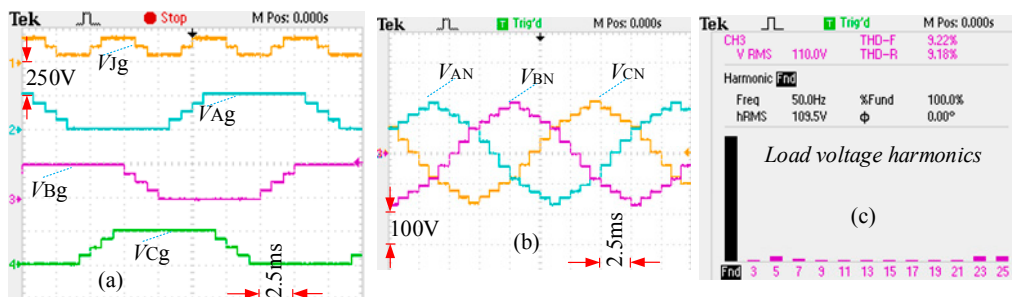 Tek Stop M Pos: 0.000s
1
VJg
250V
VAg
2
VBg
3
VCg
4
(a)
2.5ms
Tek T Trig'd M Pos: 0.000s
VAN
VBN
VCN
3
100V
(b)
2.5ms
Tek T Trig'd M Pos: 0.000s
CH3 THD-F 9.22%
V RMS 110.0V THD-R 9.18%
Harmonic Fnd
Freq 50.0Hz %Fund 100.0%
hRMS 109.5V Φ 0.00°
Load voltage harmonics
(c)
Fnd 3 5 7 9 11 13 15 17 19 21 23 25